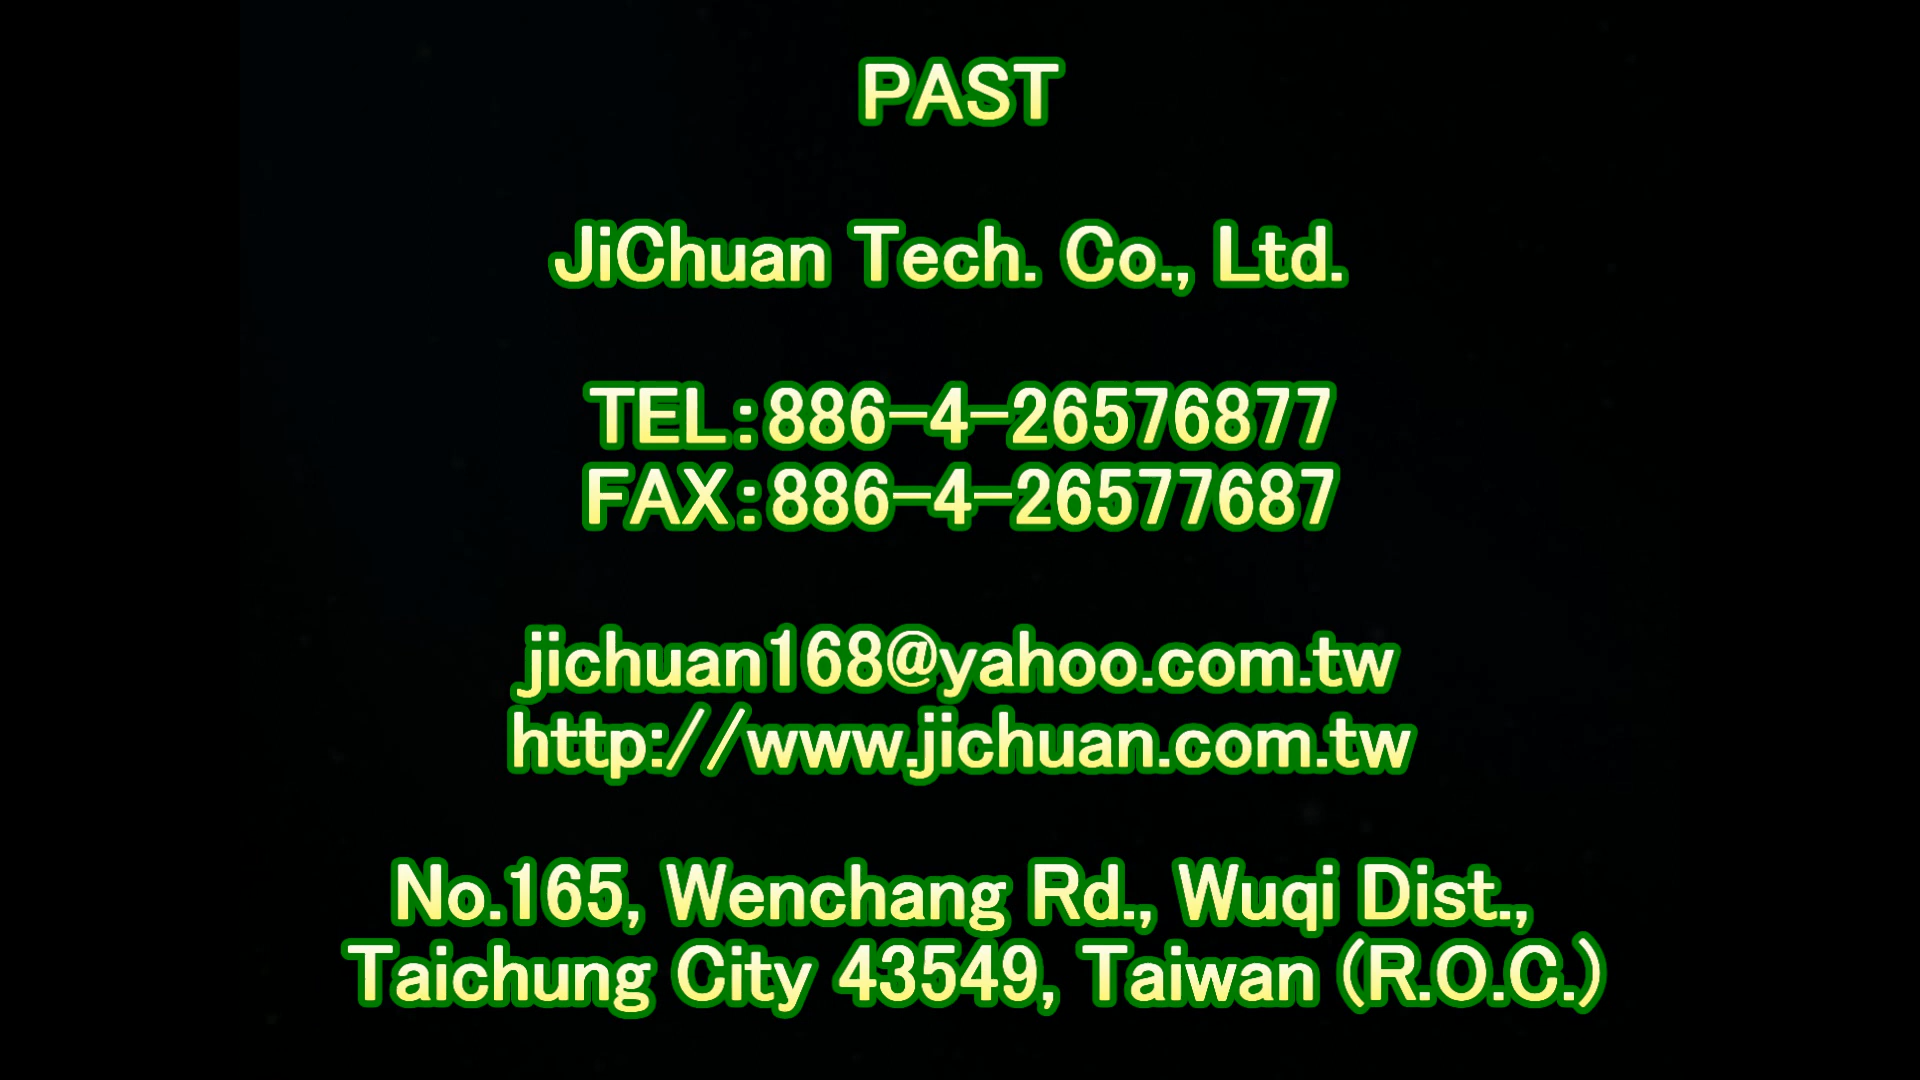 PAST
JiChuan Tech. Co., Ltd.
TEL:886-4-26576877
FAX:886-4-26577687
jichuan168@yahoo.com.tw
http://www.jichuan.com.tw
No.165, Wenchang Rd., Wuqi Dist.,
Taichung City 43549, Taiwan (R.O.C.)